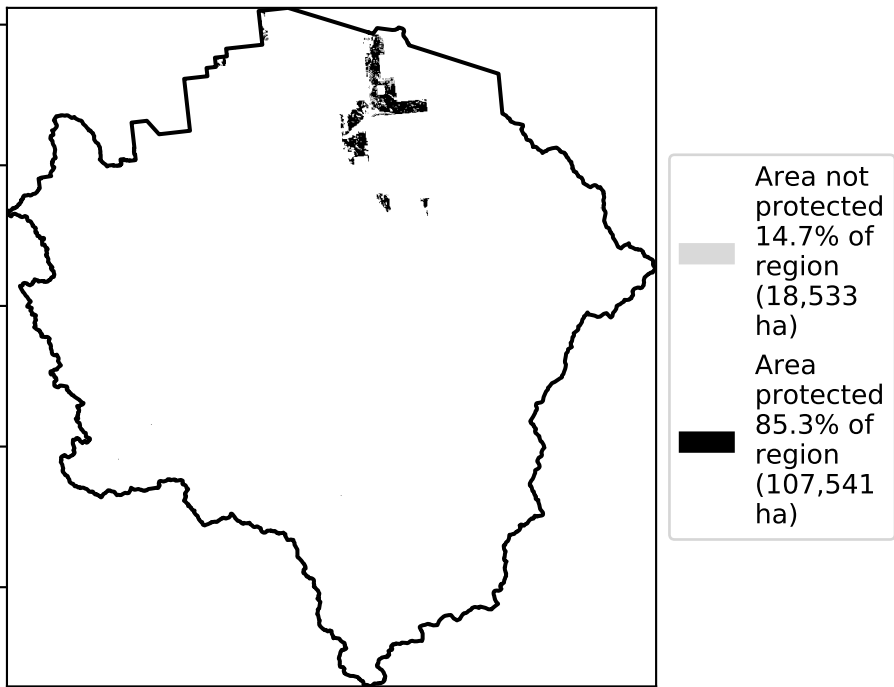 Area not
protected
14.7% of
region
(18,533
ha)
Area
protected
85.3% of
region
(107,541
ha)